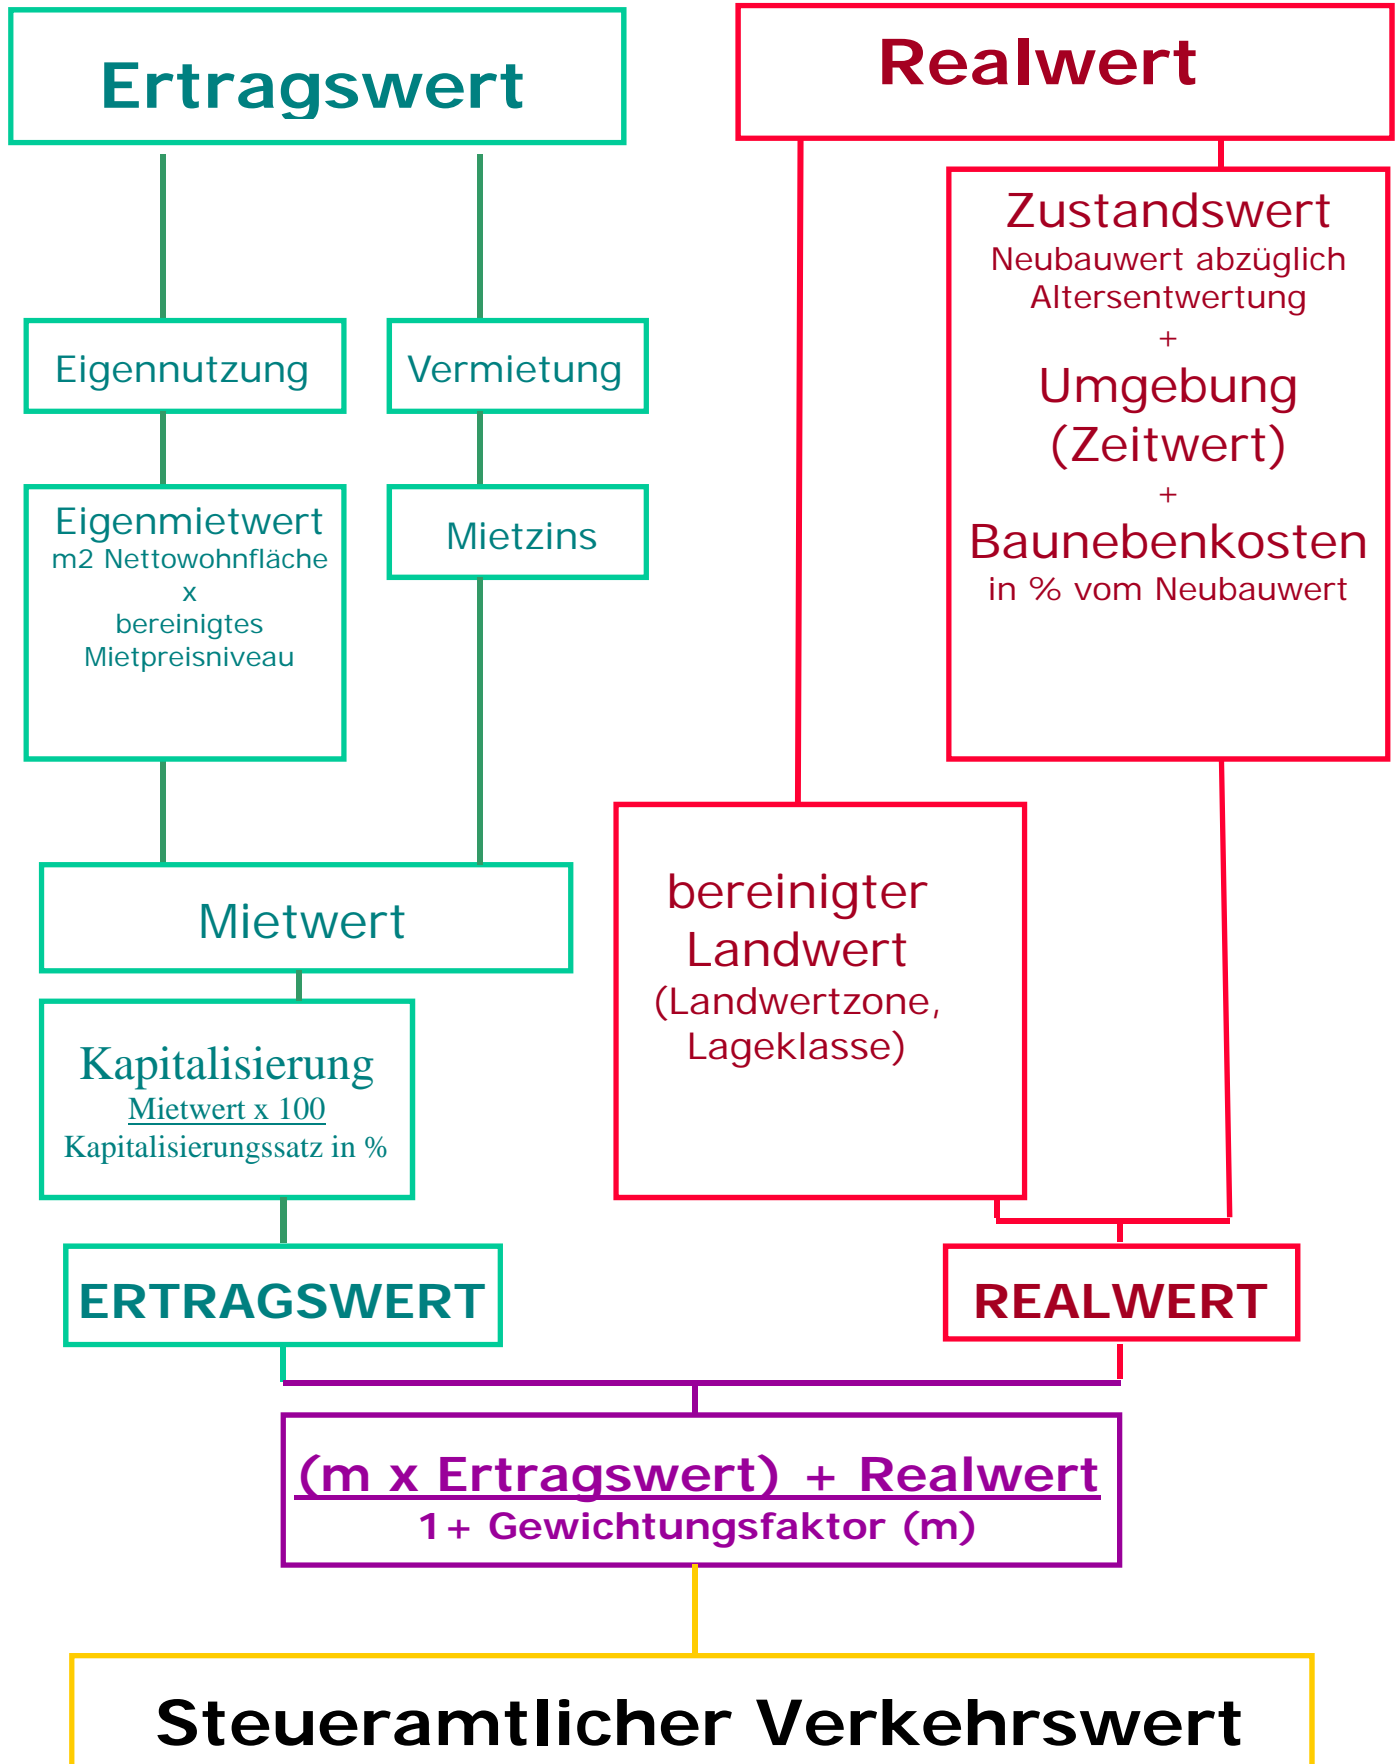 Ertragswert
Realwert
Zustandswert
Neubauwert abzüglich
Altersentwertung
+
Umgebung
(Zeitwert)
+
Baunebenkosten
in % vom Neubauwert
Eigennutzung
Vermietung
Eigenmietwert
m2 Nettowohnfläche
x
bereinigtes
Mietpreisniveau
Mietzins
Mietwert
bereinigter
Landwert
(Landwertzone,
Lageklasse)
Kapitalisierung
Mietwert x 100
Kapitalisierungssatz in %
ERTRAGSWERT
REALWERT
(m x Ertragswert) + Realwert
1+ Gewichtungsfaktor (m)
Steueramtlicher Verkehrswert